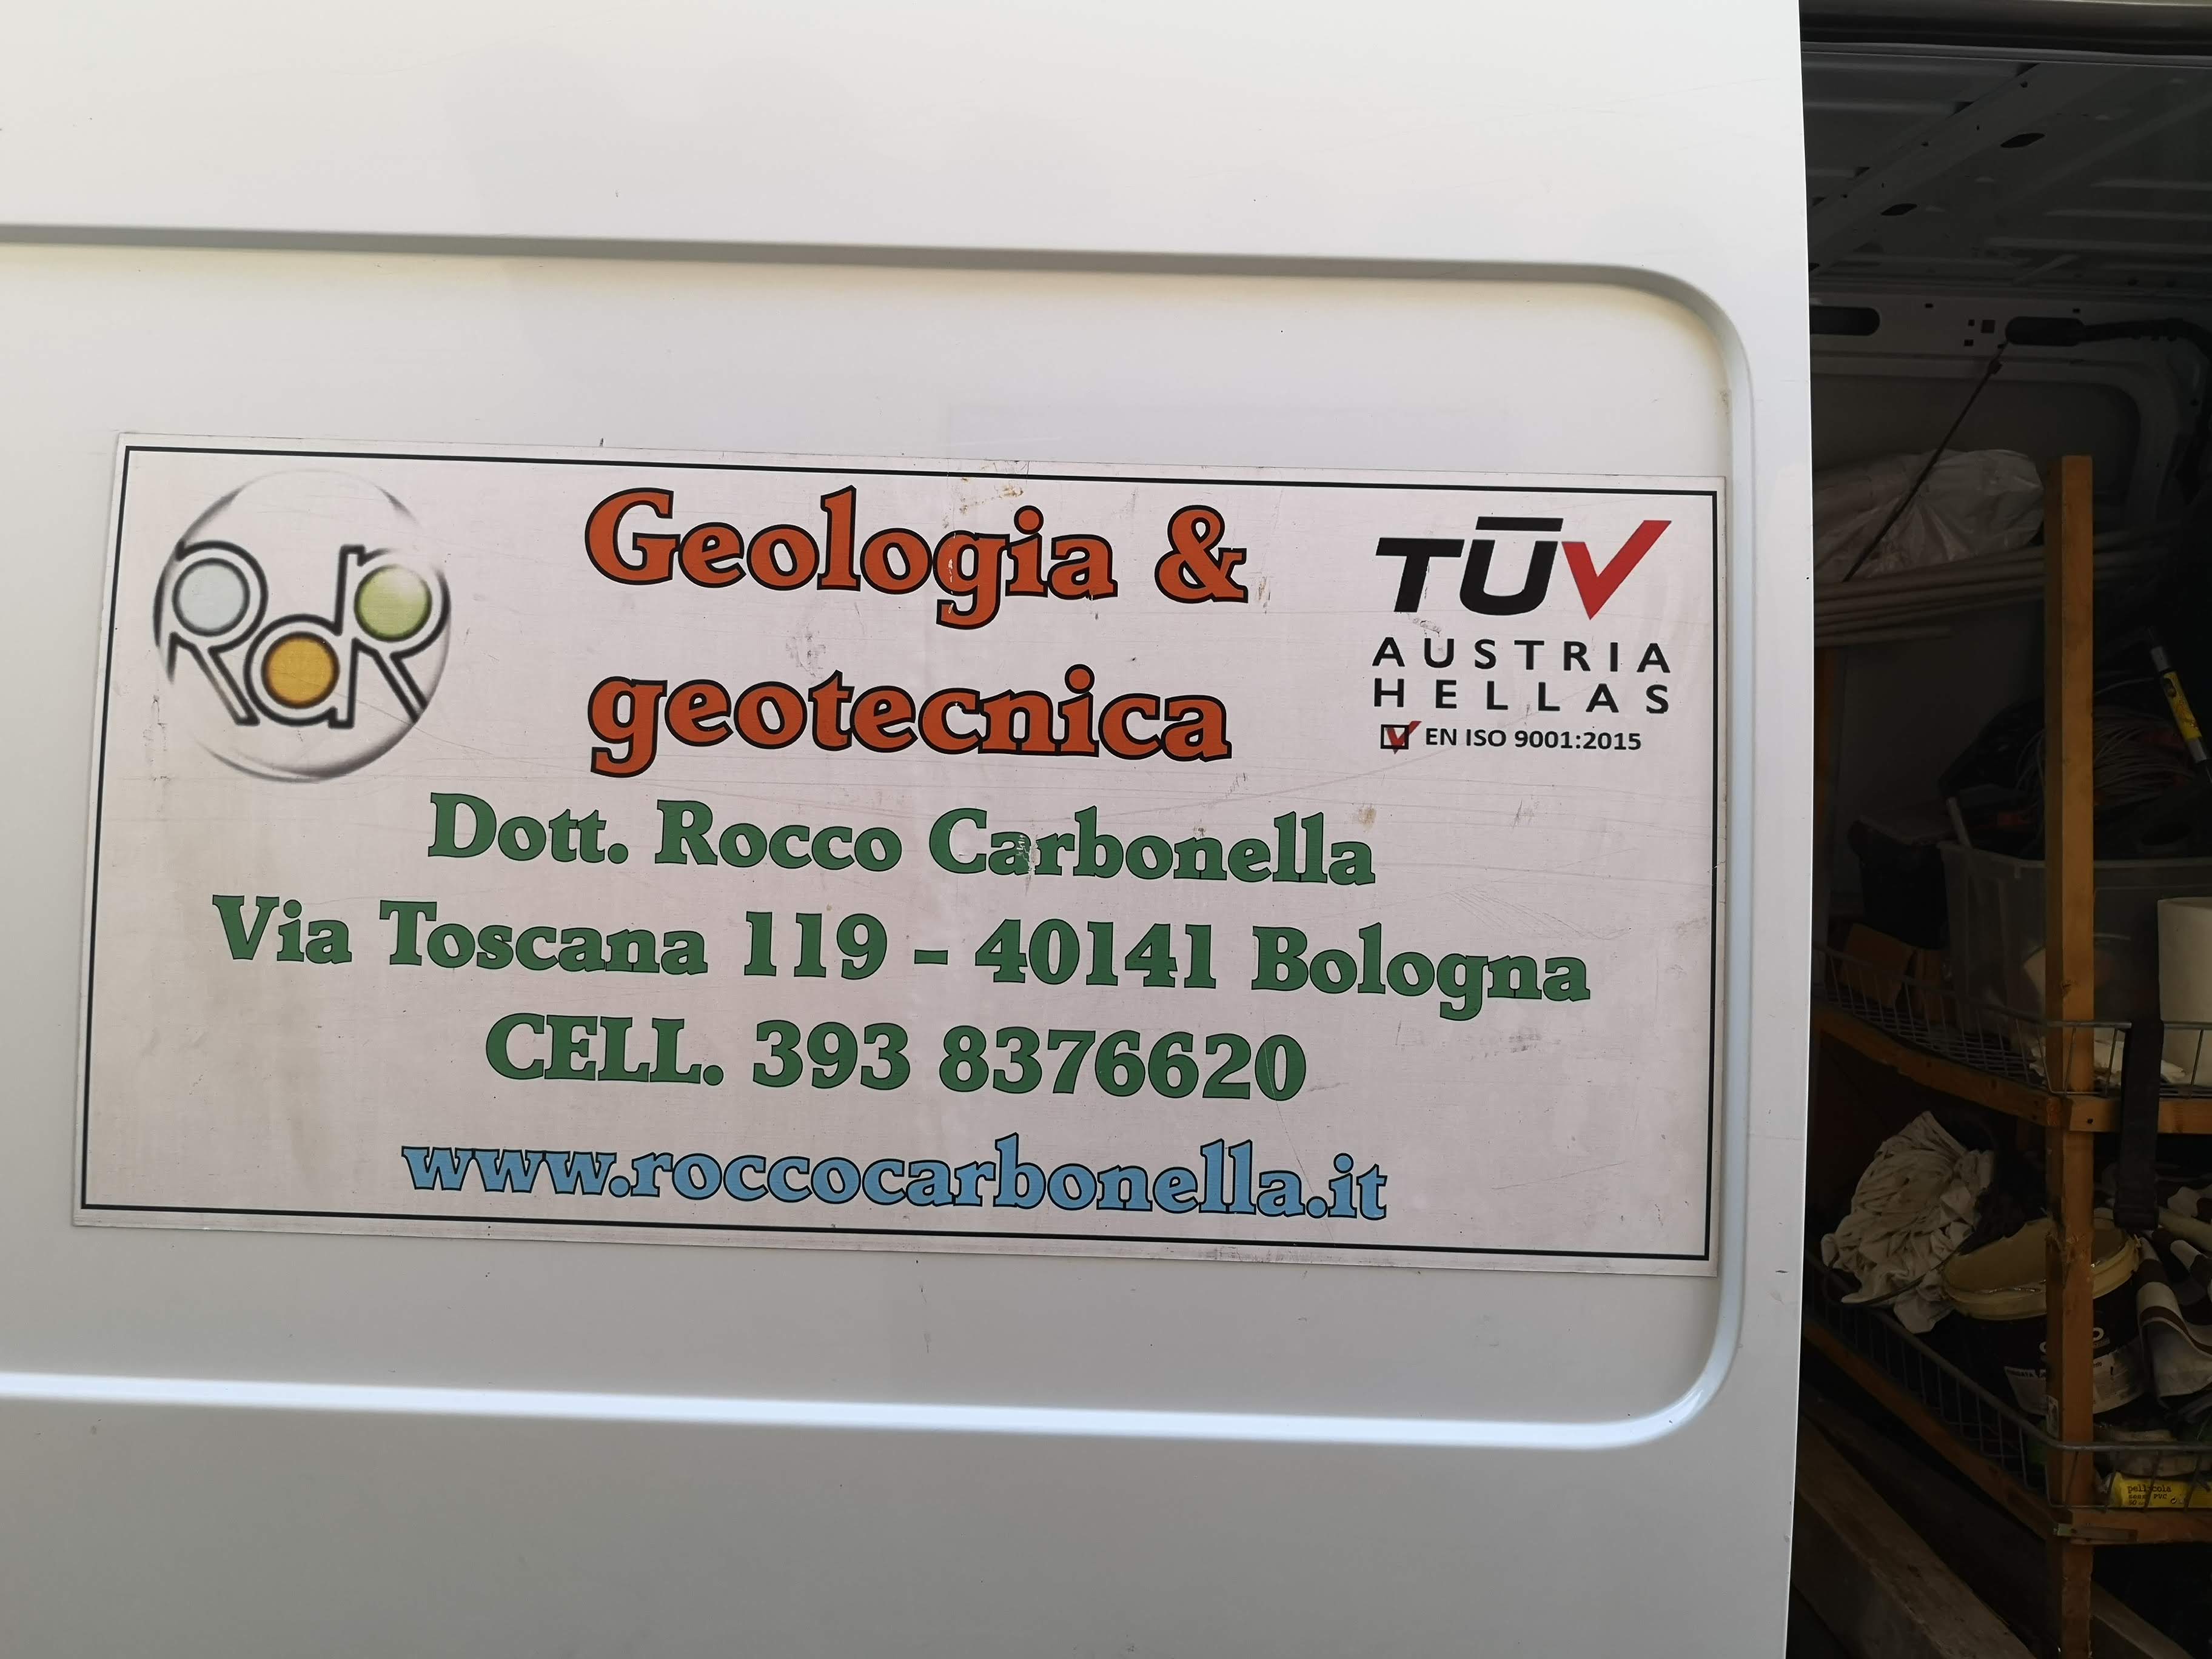 RdR
Geologia &
geotecnica
TÜV
AUSTRIA
HELLAS
EN ISO 9001:2015
Dott. Rocco Carbonella
Via Toscana 119 - 40141 Bologna
CELL. 393 8376620
www.roccocarbonella.it
pellicola